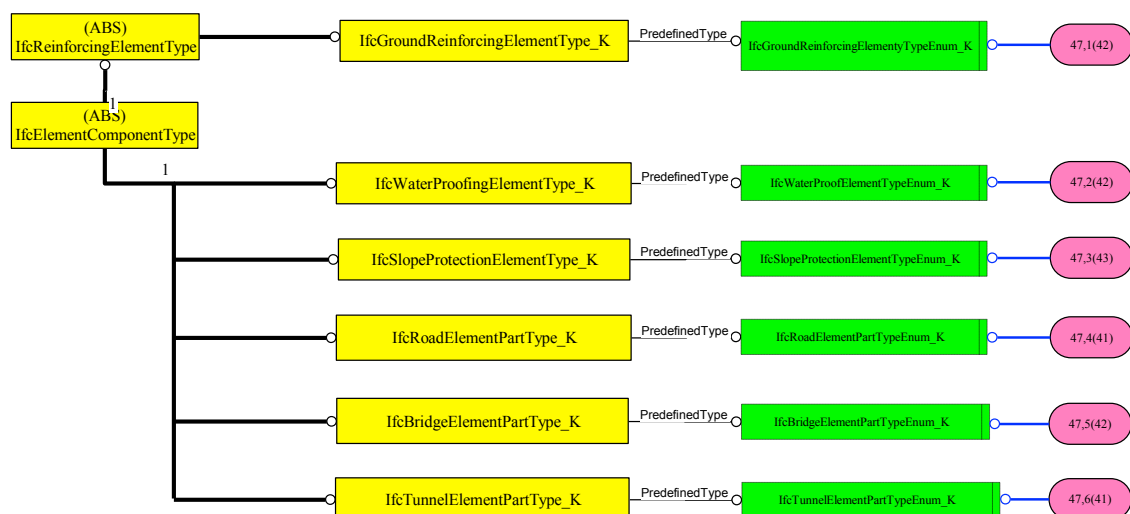 (ABS)
IfcReinforcingElementType
IfcGroundReinforcingElementType_K
PredefinedType
IfcGroundReinforcingElementyTypeEnum_K
47,1(42)
1
(ABS)
IfcElementComponentType
1
IfcWaterProofingElementType_K
PredefinedType
IfcWaterProofElementTypeEnum_K
47,2(42)
IfcSlopeProtectionElementType_K
PredefinedType
IfcSlopeProtectionElementTypeEnum_K
47,3(43)
IfcRoadElementPartType_K
PredefinedType
IfcRoadElementPartTypeEnum_K
47,4(41)
IfcBridgeElementPartType_K
PredefinedType
IfcBridgeElementPartTypeEnum_K
47,5(42)
IfcTunnelElementPartType_K
PredefinedType
IfcTunnelElementPartTypeEnum_K
47,6(41)